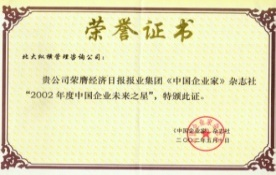 荣誉证书
北大纵横管理咨询公司：
贵公司荣膺经济日报报业集团《中国企业家》杂志社
“2002年度中国企业未来之星”，特颁此证。
《中国企业家》杂志社
二〇〇二年五月十日